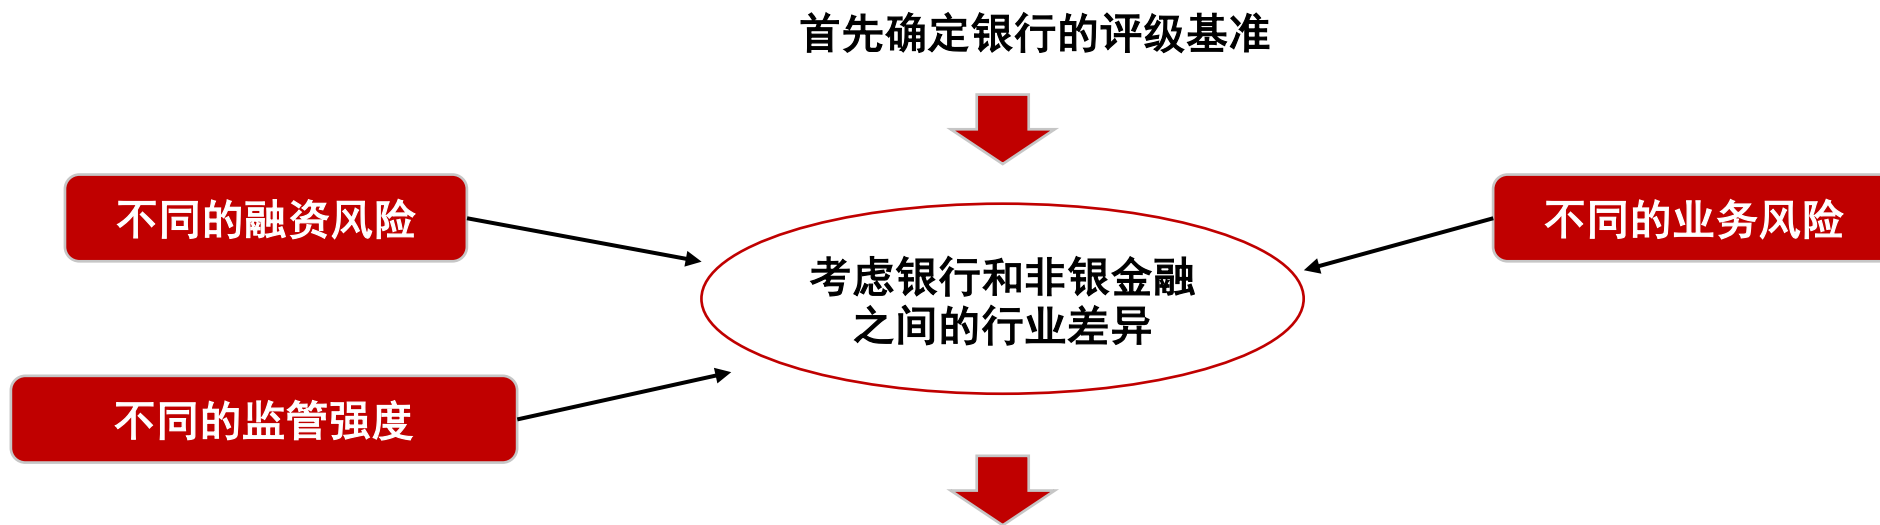 首先确定银行的评级基准
不同的融资风险
不同的业务风险
考虑银行和非银金融
之间的行业差异
不同的监管强度